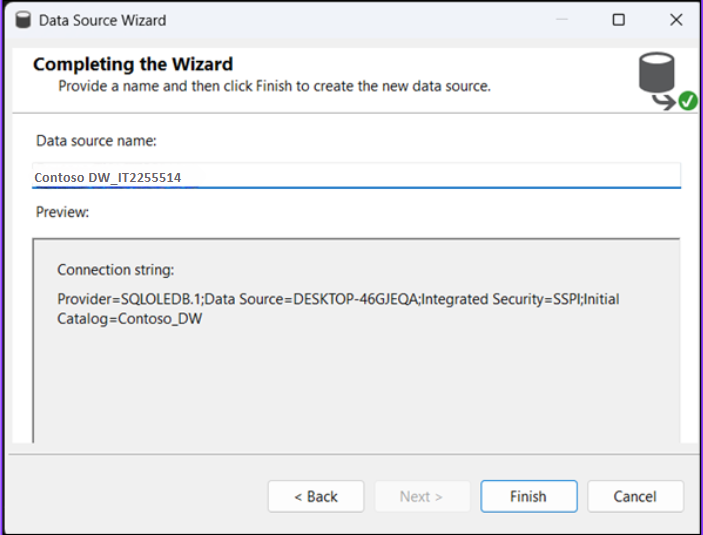 Data Source Wizard
Completing the Wizard
Provide a name and then click Finish to create the new data source.
Data source name:
Contoso DW_IT2255514
Preview:
Connection string:
Provider=SQLOLEDB.1;Data Source=DESKTOP-46GJEQA;Integrated Security=SSPI;Initial
Catalog=Contoso_DW
< Back
Next >
Finish
Cancel